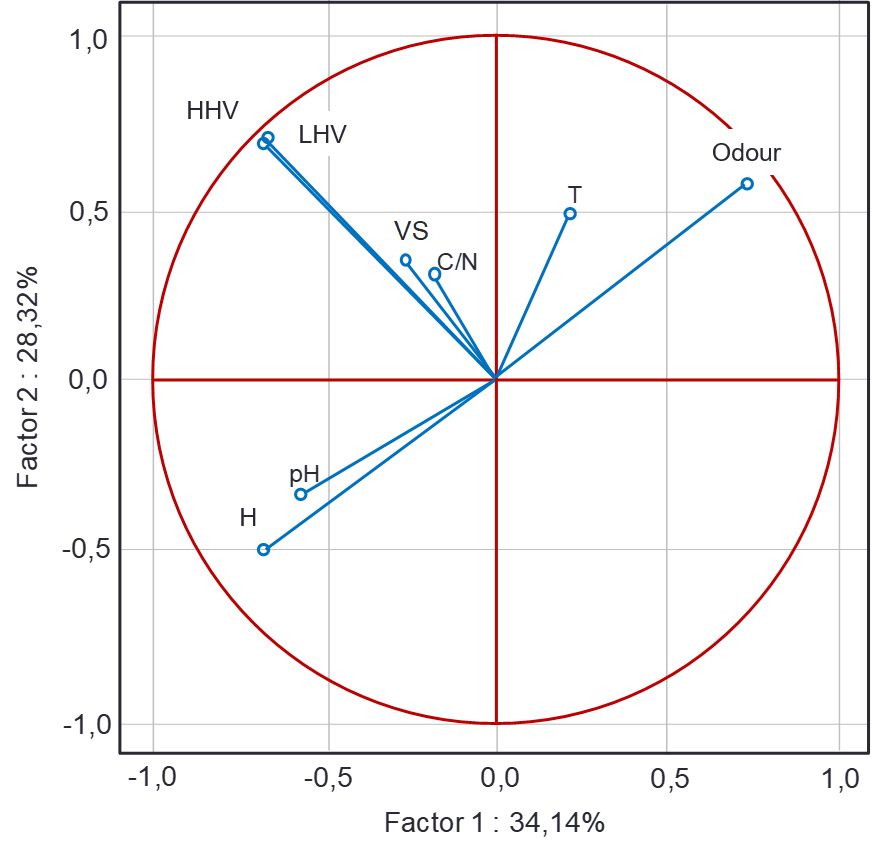 1,0
HHV
LHV
Odour
T
0,5
VS
C/N
0,0
Factor 2 : 28,32%
pH
H
-0,5
-1,0
-1,0 -0,5 0,0 0,5 1,0
Factor 1 : 34,14%